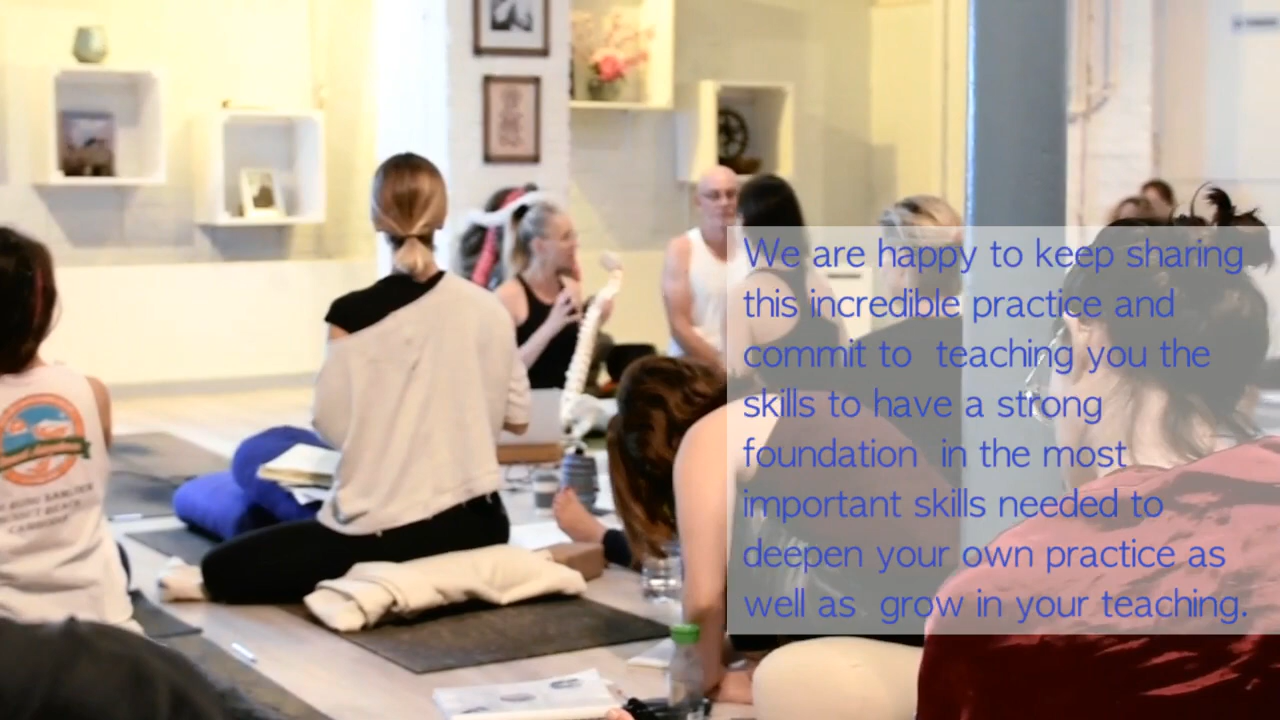 We are happy to keep sharing
this incredible practice and
commit to  teaching you the
skills to have a strong
foundation  in the most
important skills needed to
deepen your own practice as
well as  grow in your teaching.